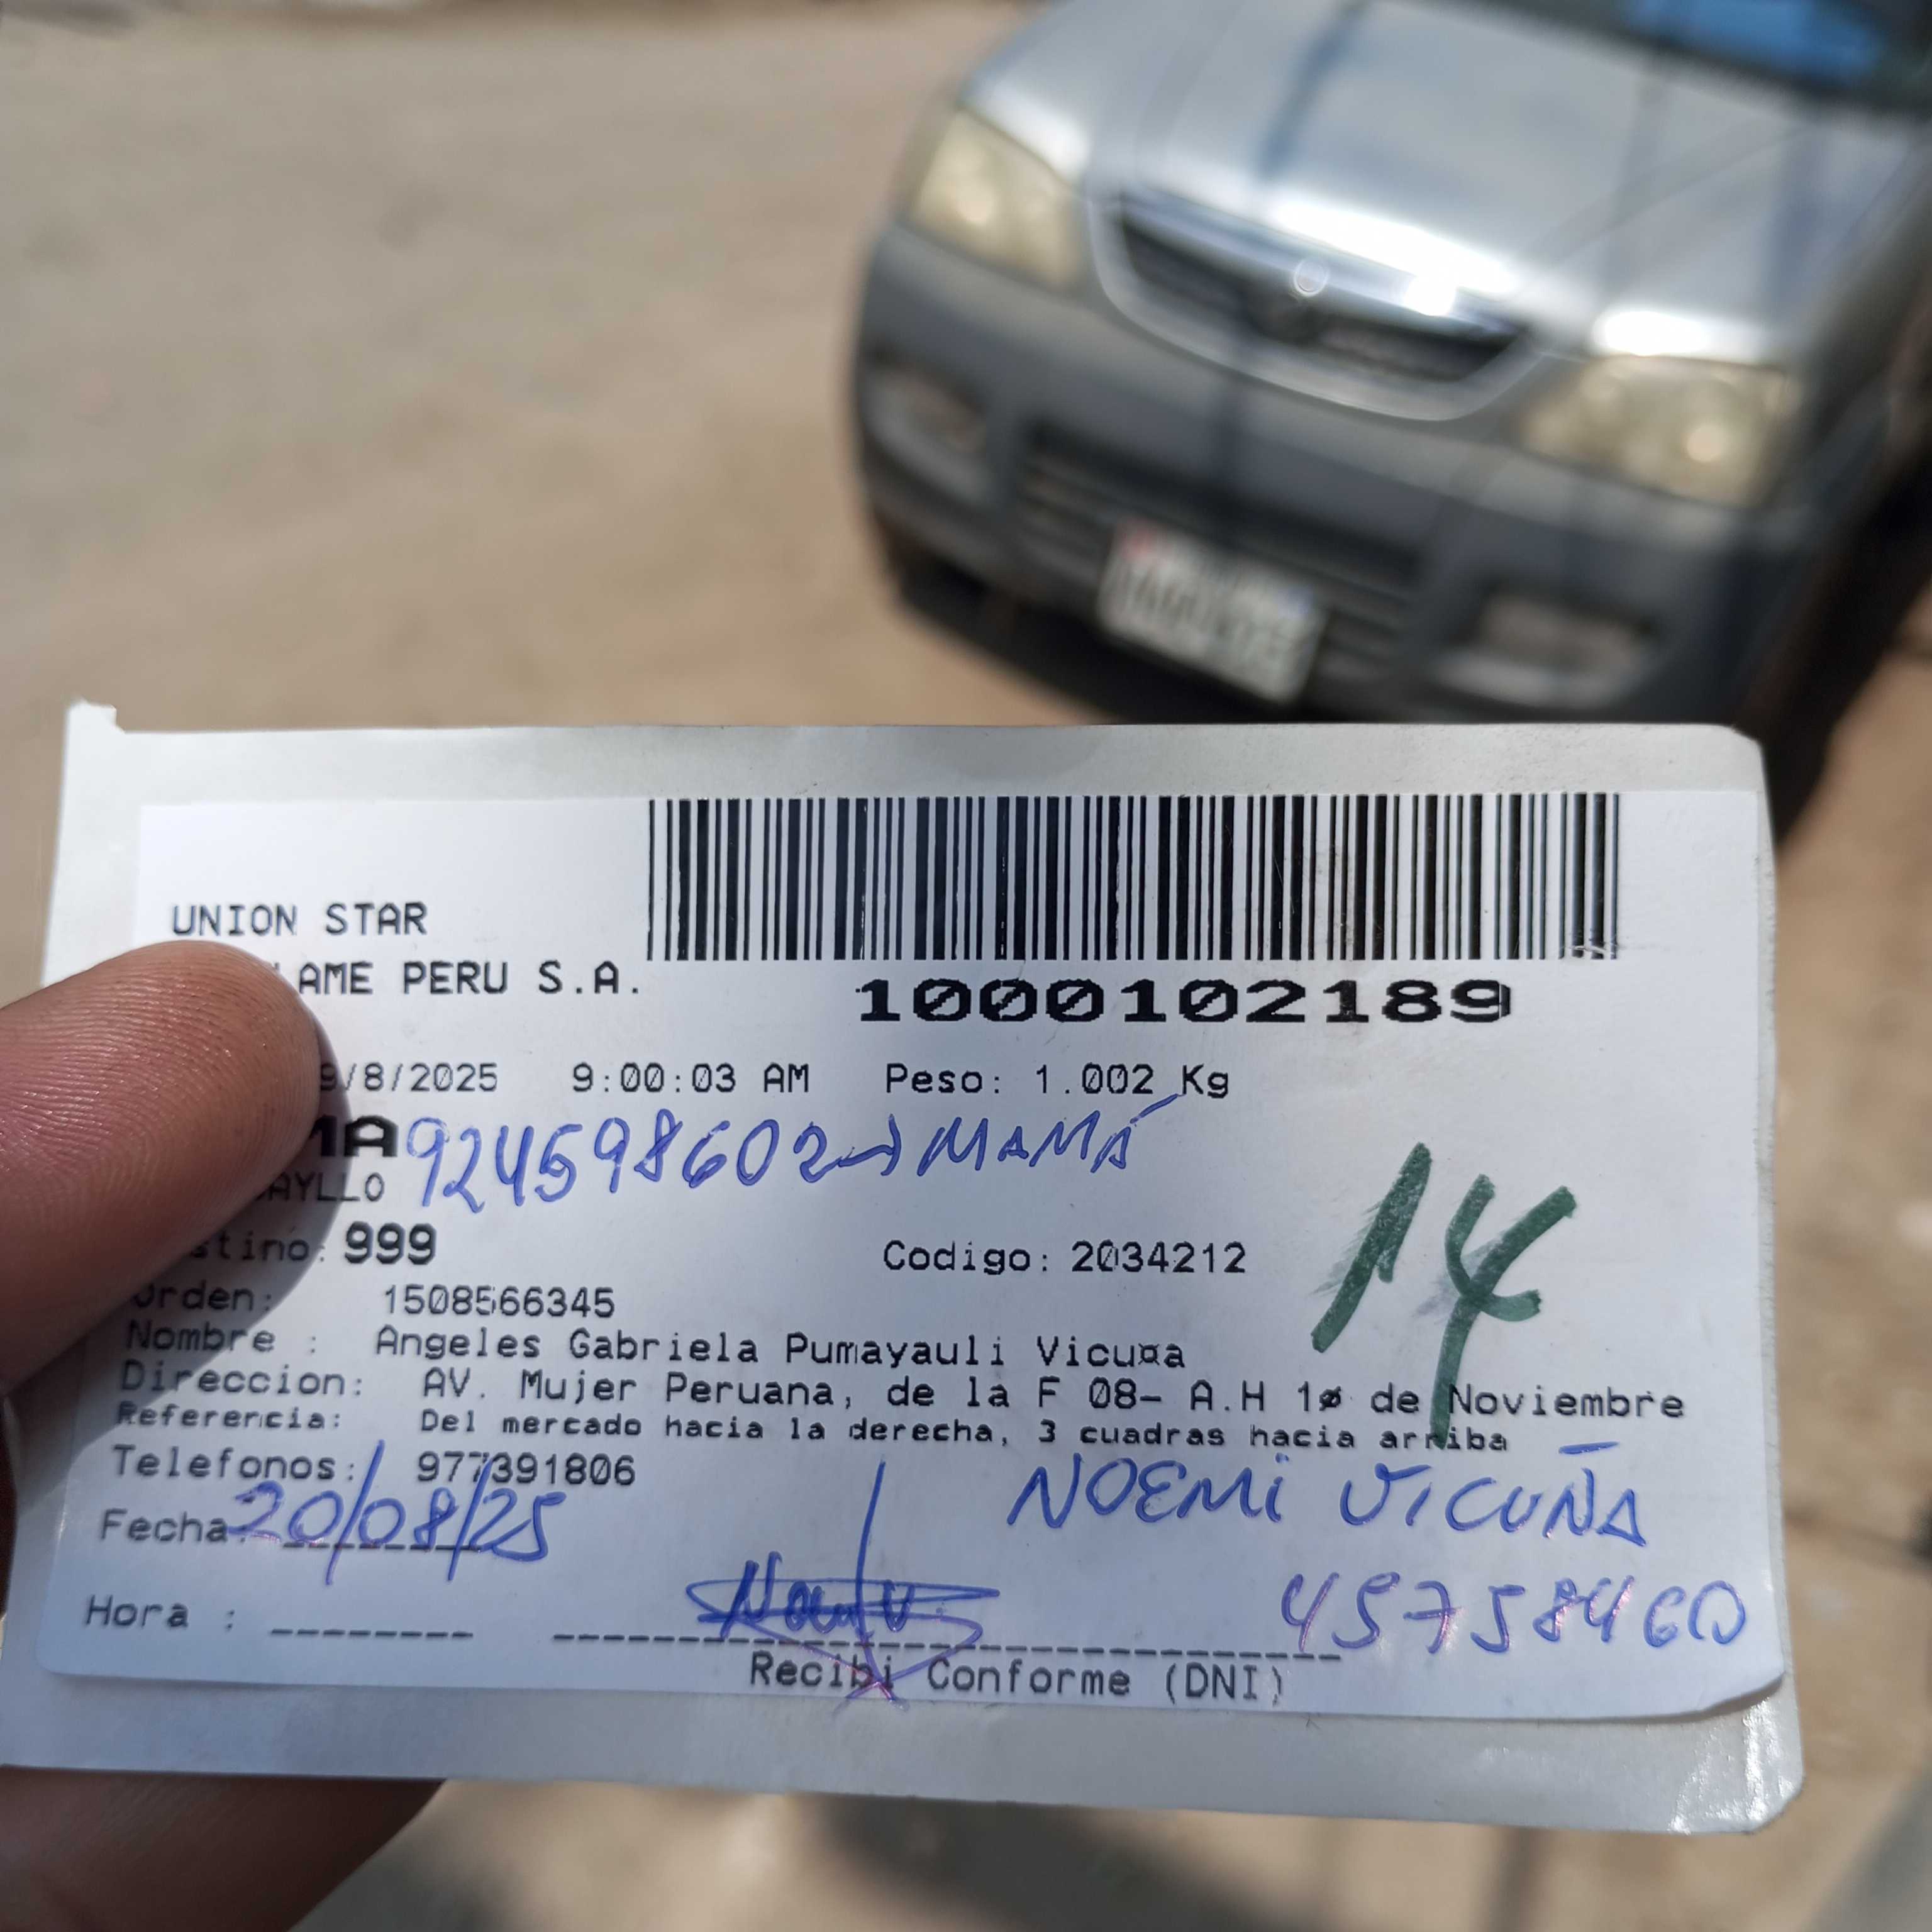 UNION STAR
LAME PERU S.A.
1000102189
9/8/2025 9:00:03 AM Peso: 1.002 Kg
MA 924598602→ MAMÁ
AYLLO
stino: 999 Codigo: 2034212
14
Orden: 1508566345
Nombre : Angeles Gabriela Pumayauli Vicu¤a
Direccion: AV. Mujer Peruana, de la F 08- A.H 1ø de Noviembre
Referencia: Del mercado hacia la derecha, 3 cuadras hacia arriba
Telefonos: 977391806
NOEMI VICUÑA
Fecha: 20/08/25
45758460
Hora : --------
Recibi Conforme (DNI)